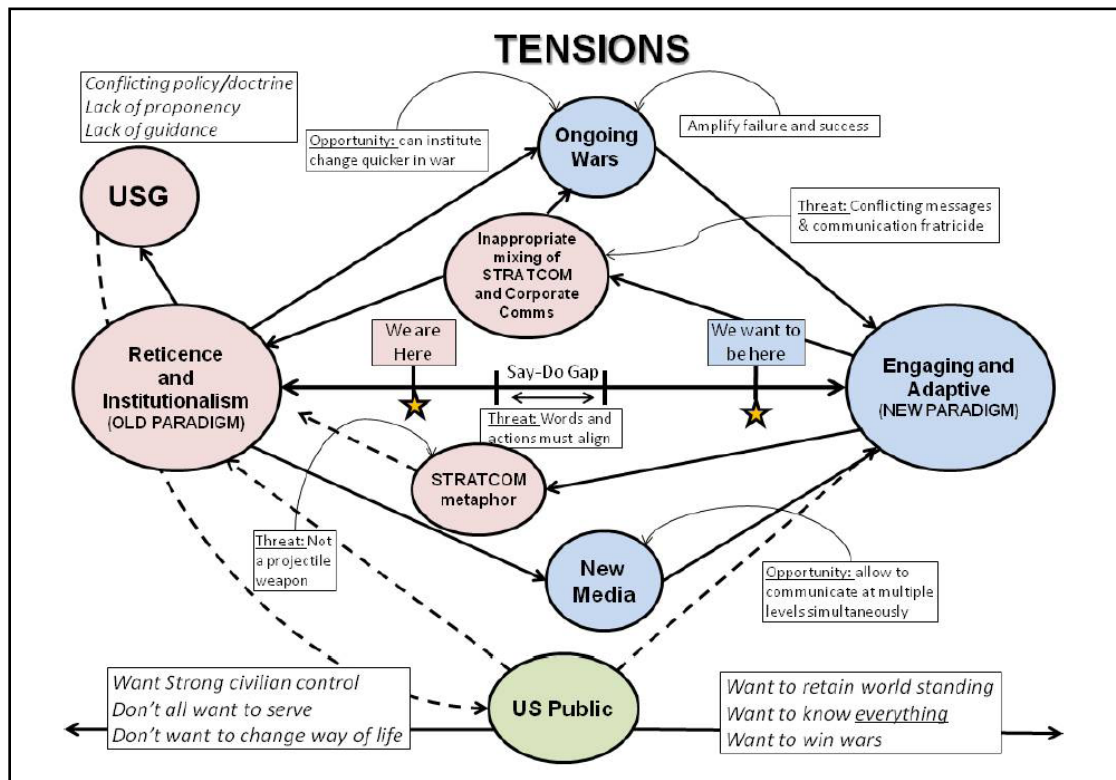 TENSIONS
Conflicting policy/doctrine
Lack of proponency
Lack of guidance
USG
Opportunity: can institute
change quicker in war
Ongoing
Wars
Amplify failure and success
Threat: Conflicting messages
& communication fratricide
Inappropriate
mixing of
STRATCOM
and Corporate
Comms
We are
Here
We want to
be here
Reticence
and
Institutionalism
(OLD PARADIGM)
Say-Do Gap
Engaging and
Adaptive
(NEW PARADIGM)
Threat: Words and
actions must align
STRATCOM
metaphor
Threat: Not
a projectile
weapon
New
Media
Opportunity: allow to
communicate at multiple
levels simultaneously
Want Strong civilian control
Don't all want to serve
Don't want to change way of life
US Public
Want to retain world standing
Want to know everything
Want to win wars